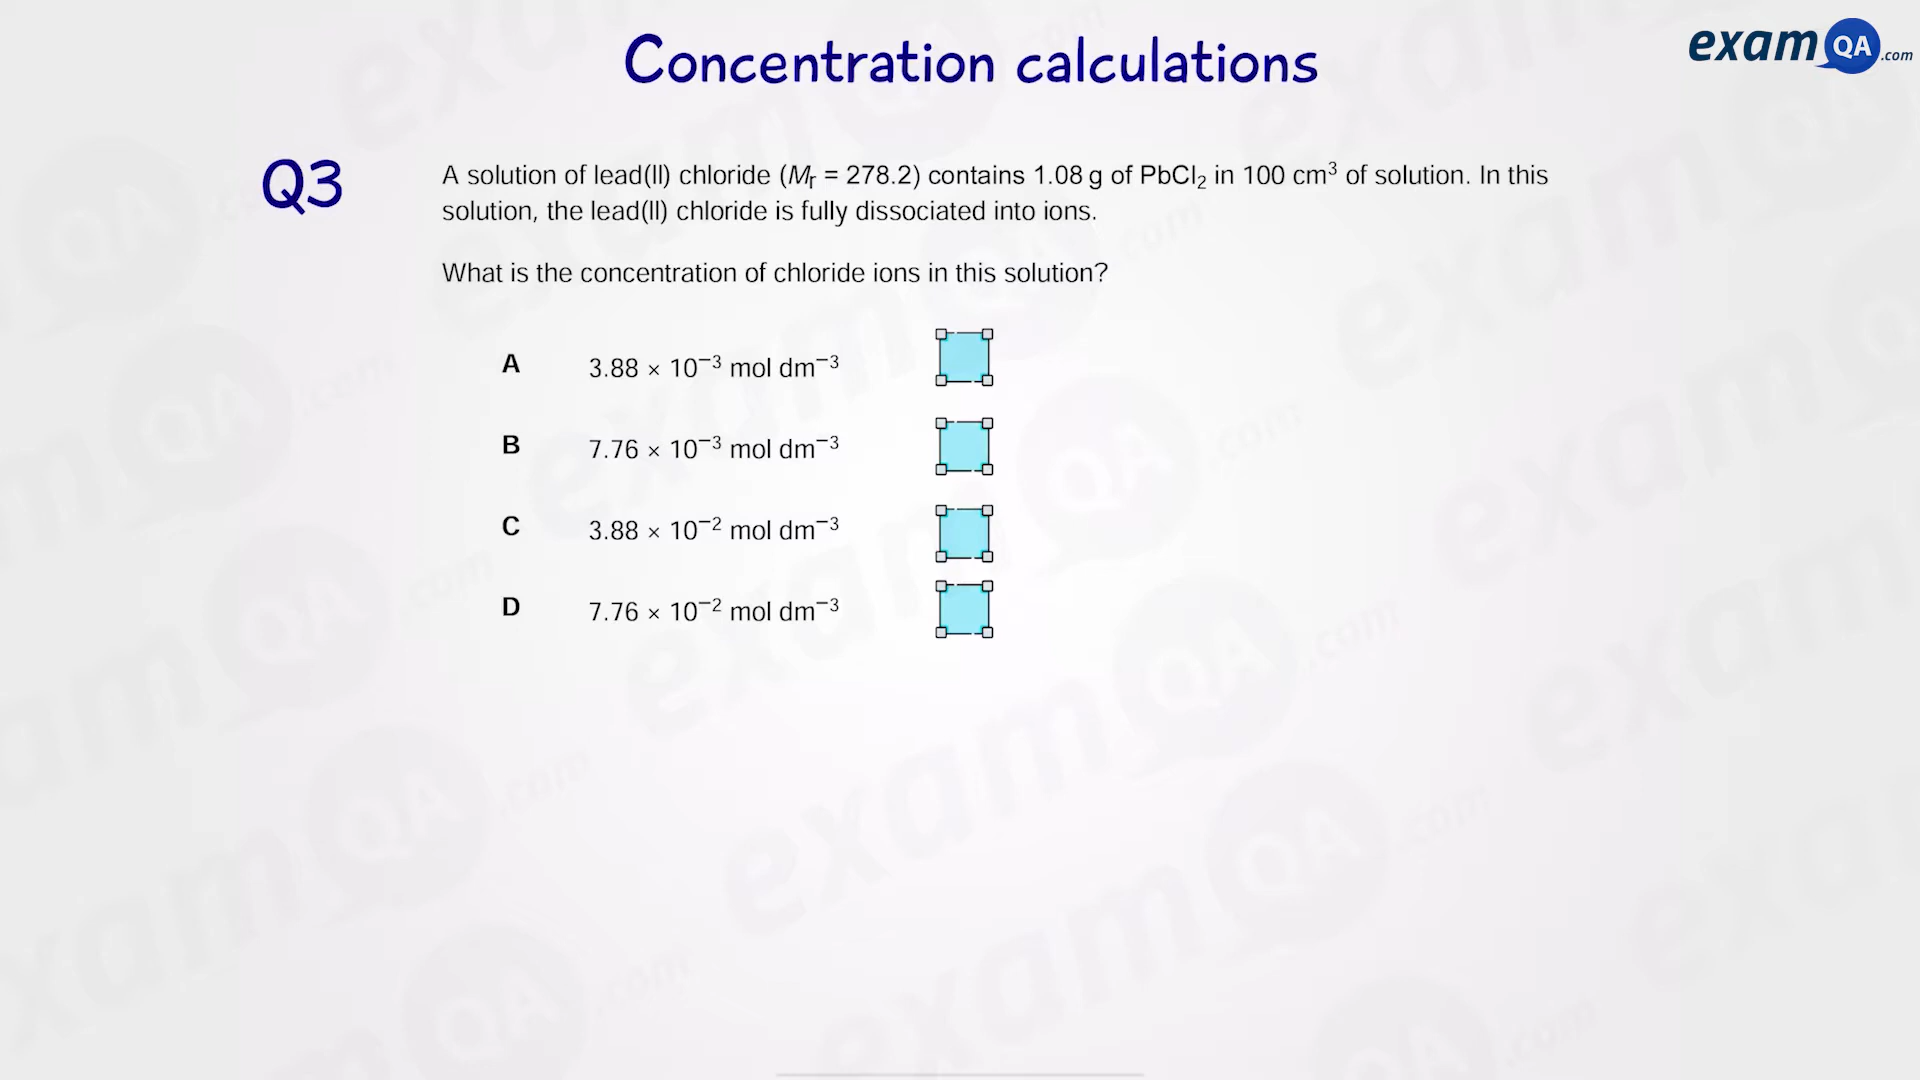 Concentration calculations
examQA.com
Q3
A solution of lead(II) chloride (Mr = 278.2) contains 1.08 g of PbCl₂ in 100 cm³ of solution. In this
solution, the lead(II) chloride is fully dissociated into ions.
What is the concentration of chloride ions in this solution?
A 3.88 × 10⁻³ mol dm⁻³
B 7.76 × 10⁻³ mol dm⁻³
C 3.88 × 10⁻² mol dm⁻³
D 7.76 × 10⁻² mol dm⁻³